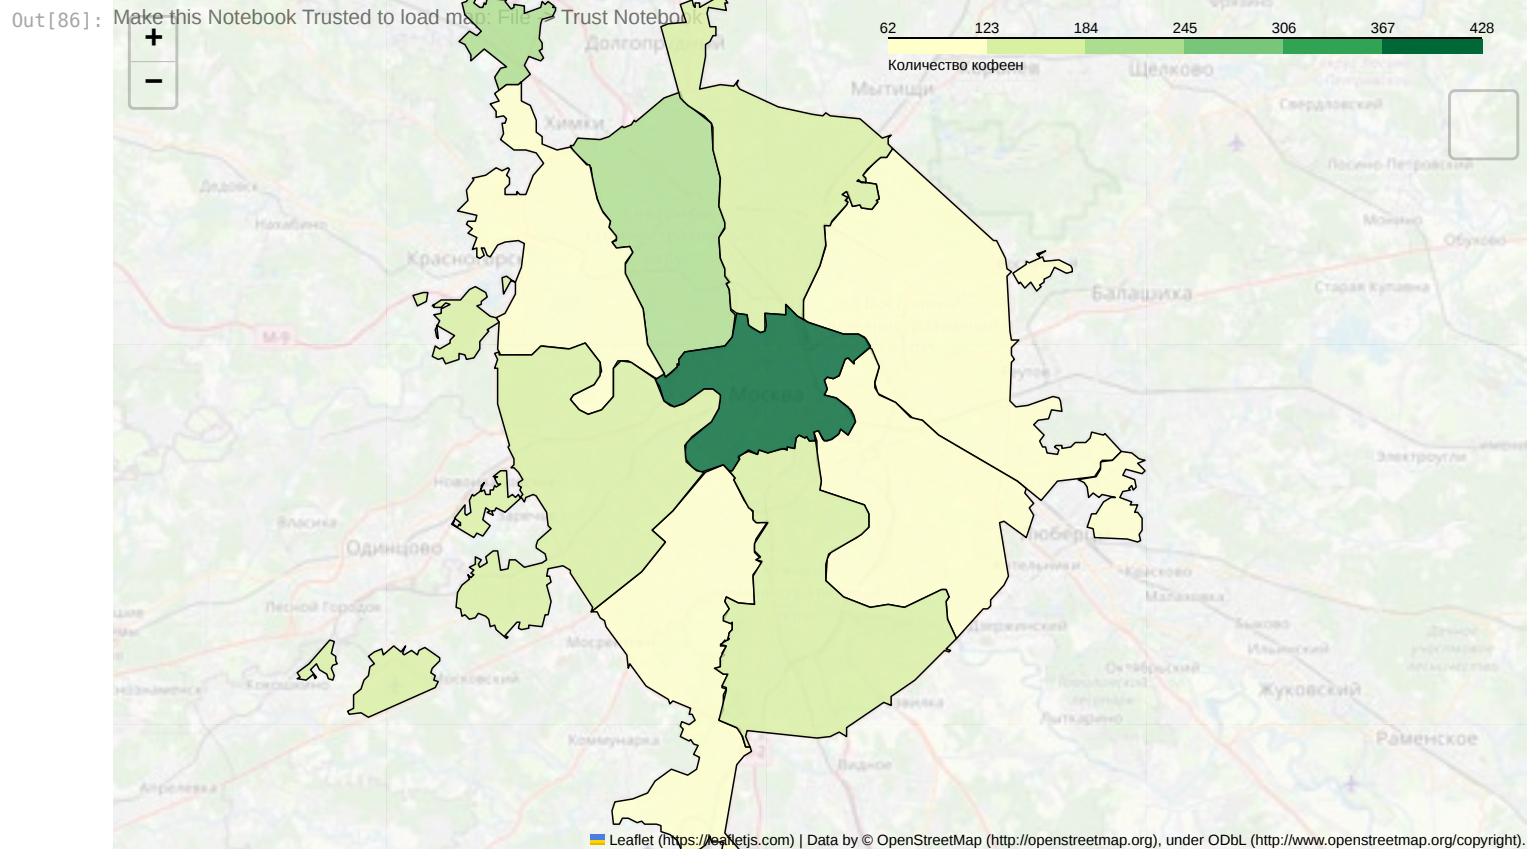 Out[86]: Make this Notebook Trusted to load map: File -> Trust Notebook
+
−
62 123 184 245 306 367 428
Количество кофеен
Долгопрудный
Мытищи
Щёлково
Свердловский
Химки
Лосино-Петровский
Дедовск
Нахабино
Монино
Обухово
Красногорск
Балашиха
Старая Купавна
М-9
Москва
Электроугли
Власиха
Одинцово
Люберцы
Красково
Малаховка
Лесной Городок
Дзержинский
Быково
Ильинский
Октябрьский
Кокошкино
Московский
Жуковский
Лыткарино
Коммунарка
Раменское
Видное
Апрелевка
Leaflet (https://leafletjs.com) | Data by © OpenStreetMap (http://openstreetmap.org), under ODbL (http://www.openstreetmap.org/copyright).